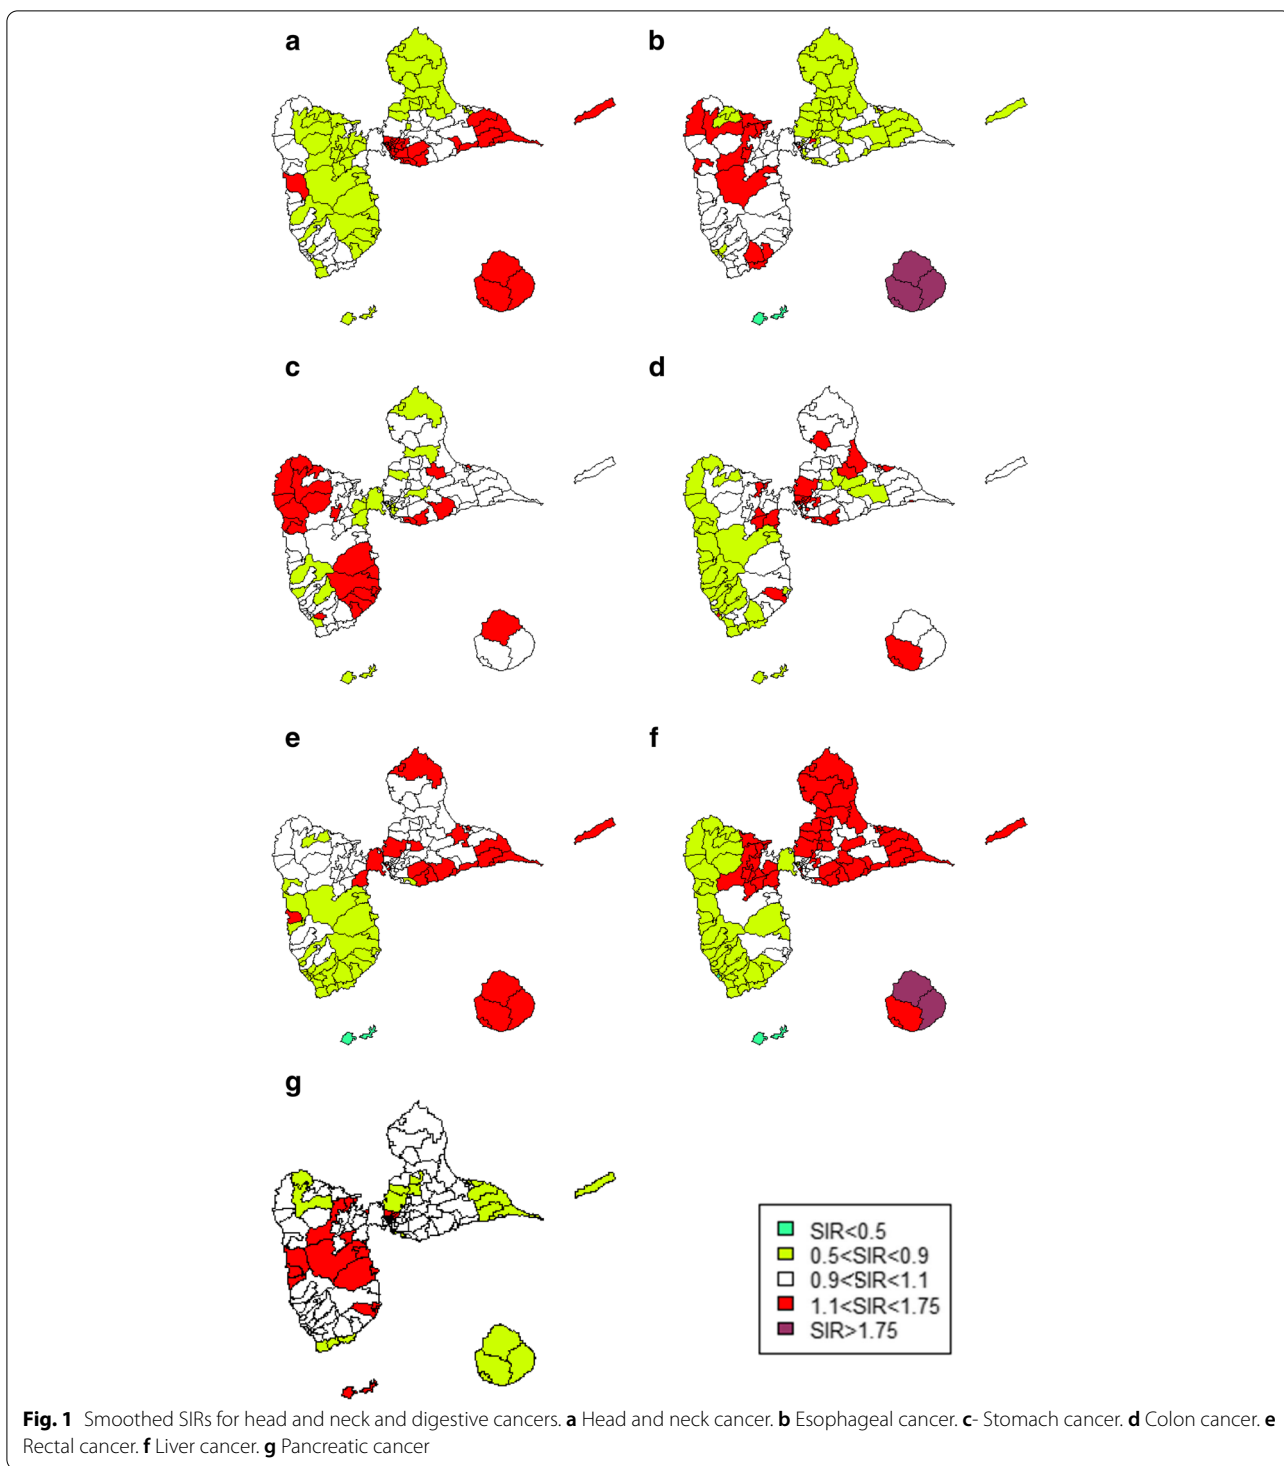 a
b
c
d
e
f
g
SIR<0.5
0.5<SIR<0.9
0.9<SIR<1.1
1.1<SIR<1.75
SIR>1.75
Fig. 1 Smoothed SIRs for head and neck and digestive cancers. a Head and neck cancer. b Esophageal cancer. c- Stomach cancer. d Colon cancer. e
Rectal cancer. f Liver cancer. g Pancreatic cancer